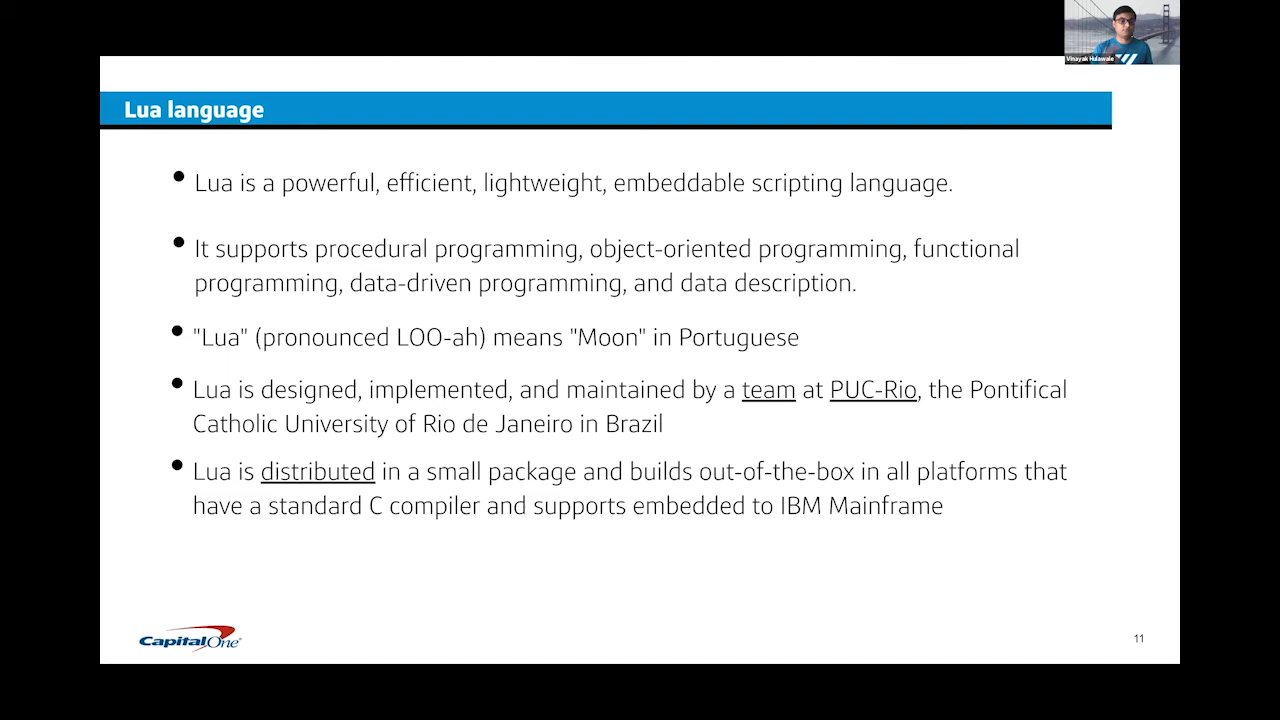 Vinayak Hulawale
Lua language
• Lua is a powerful, efficient, lightweight, embeddable scripting language.
• It supports procedural programming, object-oriented programming, functional
programming, data-driven programming, and data description.
• "Lua" (pronounced LOO-ah) means "Moon" in Portuguese
• Lua is designed, implemented, and maintained by a team at PUC-Rio, the Pontifical
Catholic University of Rio de Janeiro in Brazil
• Lua is distributed in a small package and builds out-of-the-box in all platforms that
have a standard C compiler and supports embedded to IBM Mainframe
CapitalOne
11